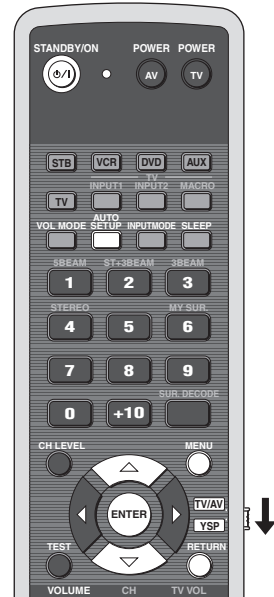 STANDBY/ON POWER POWER
AV TV
STB VCR DVD AUX
TV
INPUT1 INPUT2 MACRO
TV
AUTO
VOL MODE SETUP INPUTMODE SLEEP
5BEAM ST+3BEAM 3BEAM
1 2 3
STEREO MY SUR.
4 5 6
7 8 9
SUR. DECODE
0 +10
CH LEVEL MENU
ENTER
TV/AV
YSP
TEST RETURN
VOLUME CH TV VOL